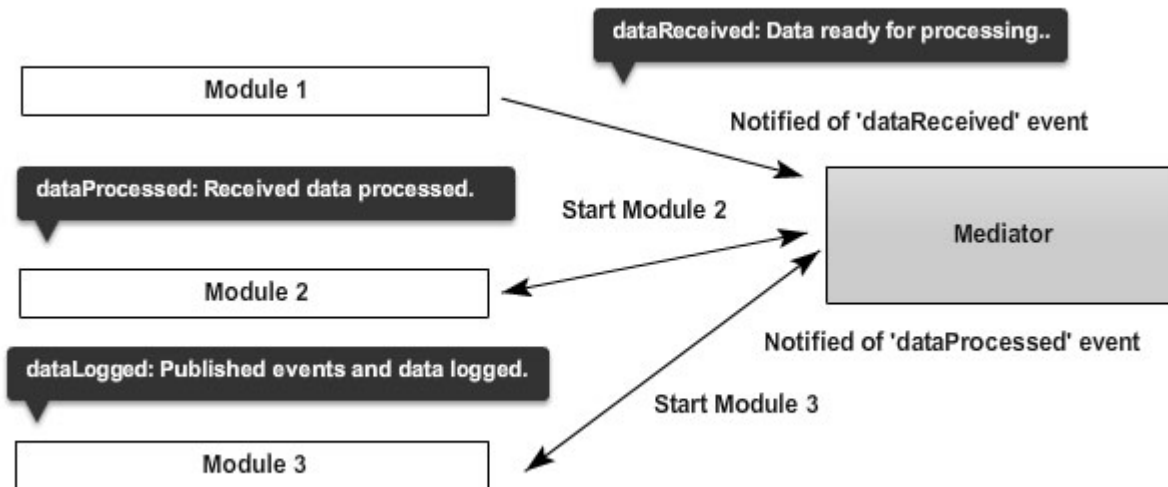 dataReceived: Data ready for processing..
Module 1
Notified of 'dataReceived' event
dataProcessed: Received data processed.
Start Module 2
Mediator
Module 2
Notified of 'dataProcessed' event
dataLogged: Published events and data logged.
Start Module 3
Module 3